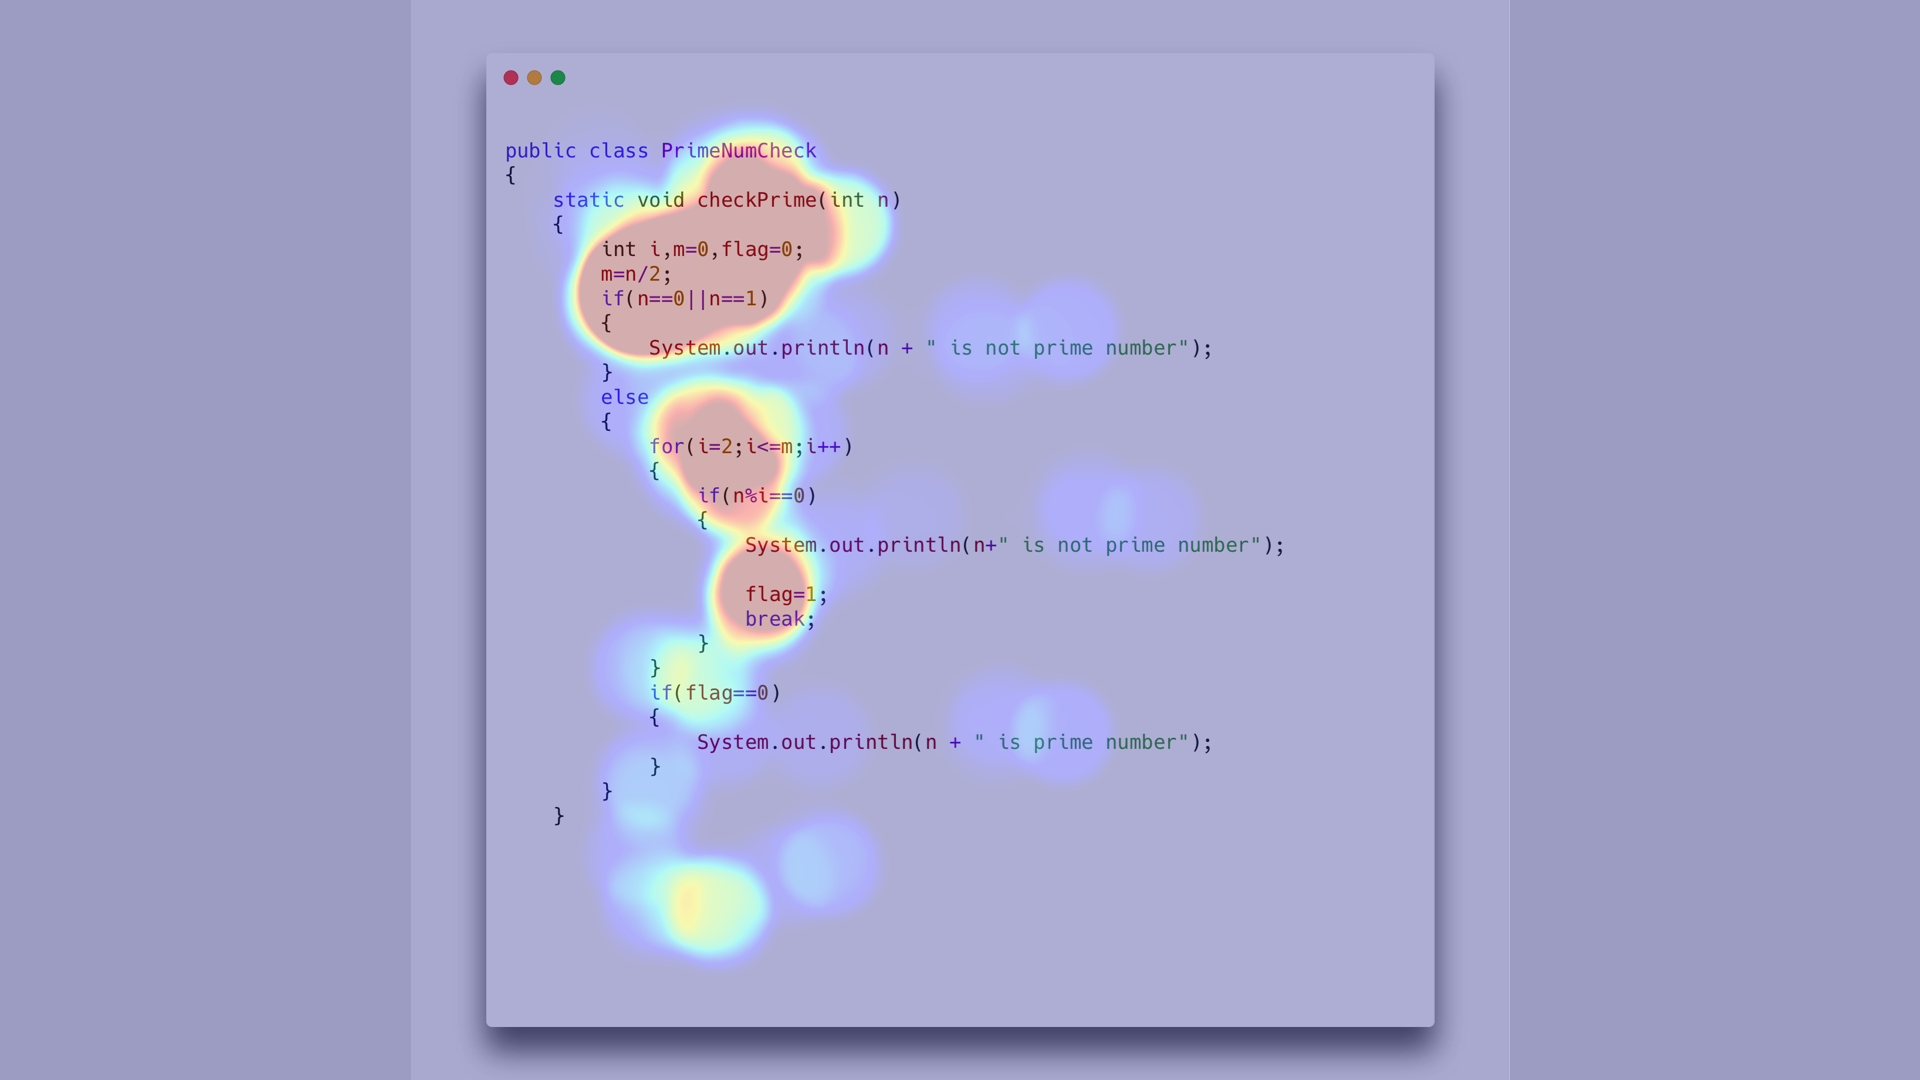 public class PrimeNumCheck
{
    static void checkPrime(int n)
    {
        int i,m=0,flag=0;
        m=n/2;
        if(n==0||n==1)
        {
            System.out.println(n + " is not prime number");
        }
        else
        {
            for(i=2;i<=m;i++)
            {
                if(n%i==0)
                {
                    System.out.println(n+" is not prime number");
                    flag=1;
                    break;
                }
            }
            if(flag==0)
            {
                System.out.println(n + " is prime number");
            }
        }
    }